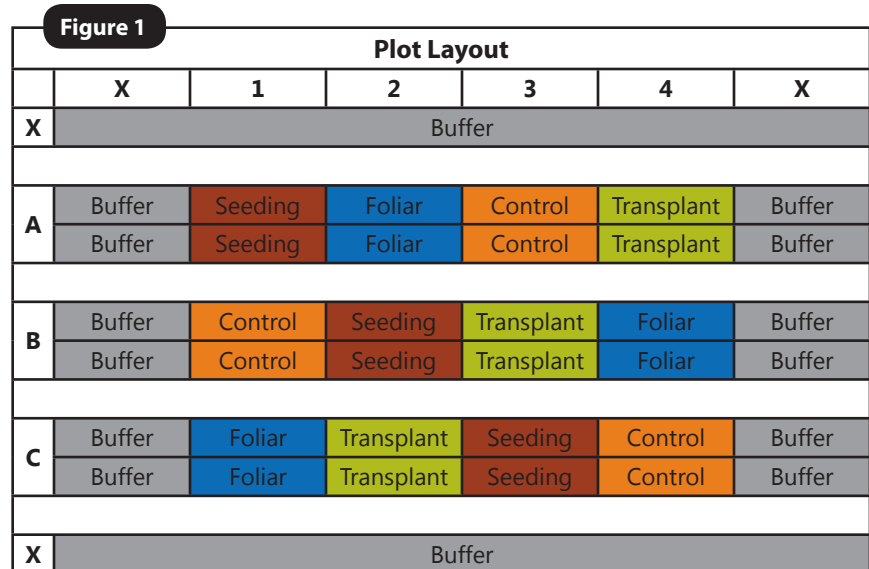 Figure 1
Plot Layout
X 1 2 3 4 X
X Buffer
A
Buffer Seeding Foliar Control Transplant Buffer
Buffer Seeding Foliar Control Transplant Buffer
B
Buffer Control Seeding Transplant Foliar Buffer
Buffer Control Seeding Transplant Foliar Buffer
C
Buffer Foliar Transplant Seeding Control Buffer
Buffer Foliar Transplant Seeding Control Buffer
X Buffer